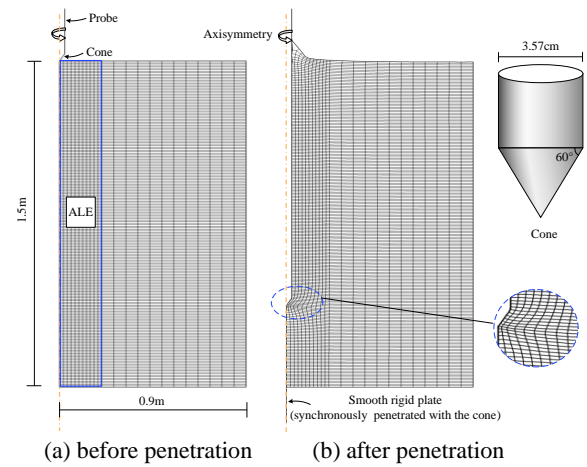 Probe
Cone
Axisymmetry
3.57cm
60°
Cone
1.5m
ALE
0.9m
Smooth rigid plate
(synchronously penetrated with the cone)
(a) before penetration
(b) after penetration